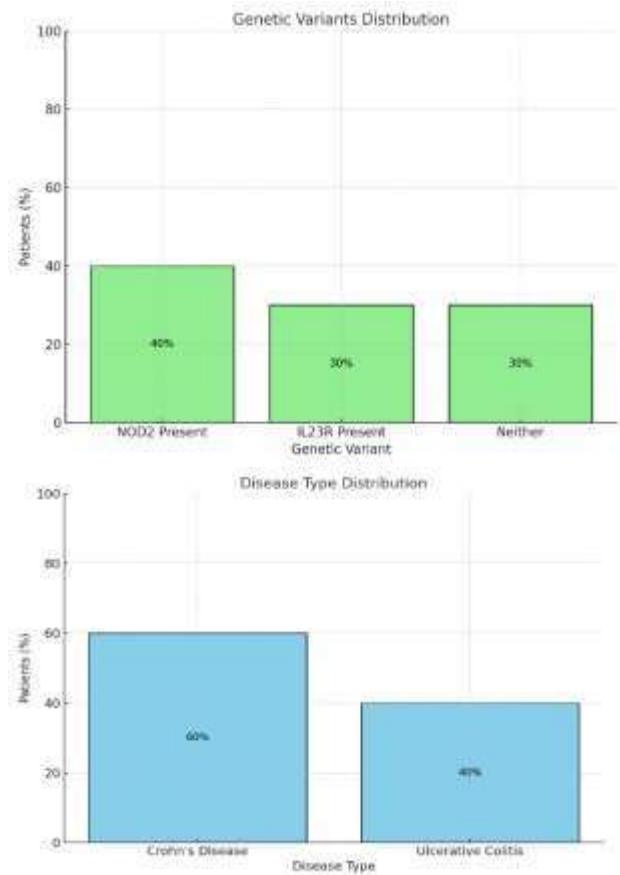 Genetic Variants Distribution
100
80
60
40
20
0
Patients (%)
40%
30%
30%
NOD2 Present
IL23R Present
Neither
Genetic Variant
Disease Type Distribution
100
80
60
40
20
0
Patients (%)
60%
40%
Crohn's Disease
Ulcerative Colitis
Disease Type